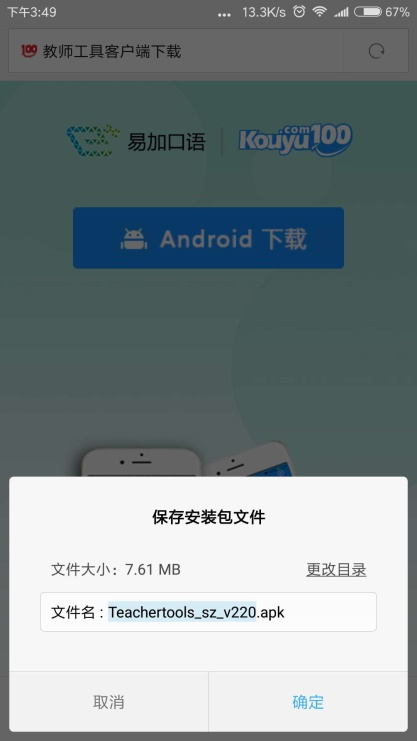 下午3:49 ... 13.3K/s 67%
100 教师工具客户端下载
易加口语 Kouyu100 .com
Android 下载
保存安装包文件
文件大小：7.61 MB 更改目录
文件名 : Teachertools_sz_v220.apk
取消 确定